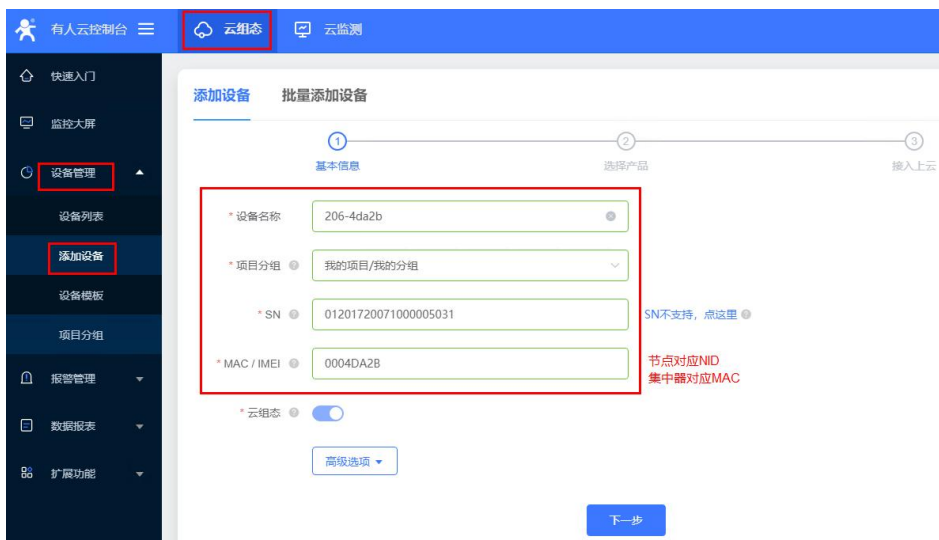 有人云控制台
云组态
云监测
快速入门
监控大屏
设备管理
设备列表
添加设备
设备模板
项目分组
报警管理
数据报表
扩展功能
添加设备
批量添加设备
1
2
3
基本信息
选择产品
接入上云
* 设备名称
206-4da2b
* 项目分组
我的项目/我的分组
* SN
01201720071000005031
SN不支持，点这里
* MAC / IMEI
0004DA2B
节点对应NID
集中器对应MAC
* 云组态
高级选项
下一步